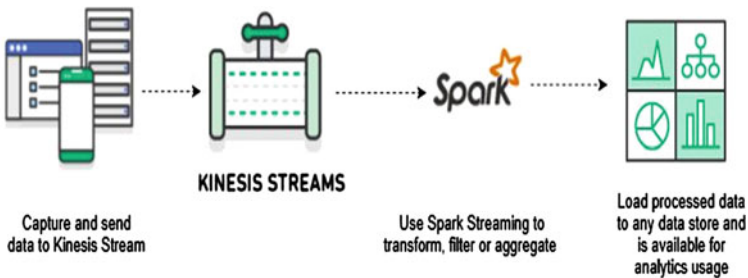 Spark
KINESIS STREAMS
Capture and send
data to Kinesis Stream
Use Spark Streaming to
transform, filter or aggregate
Load processed data
to any data store and
is available for
analytics usage